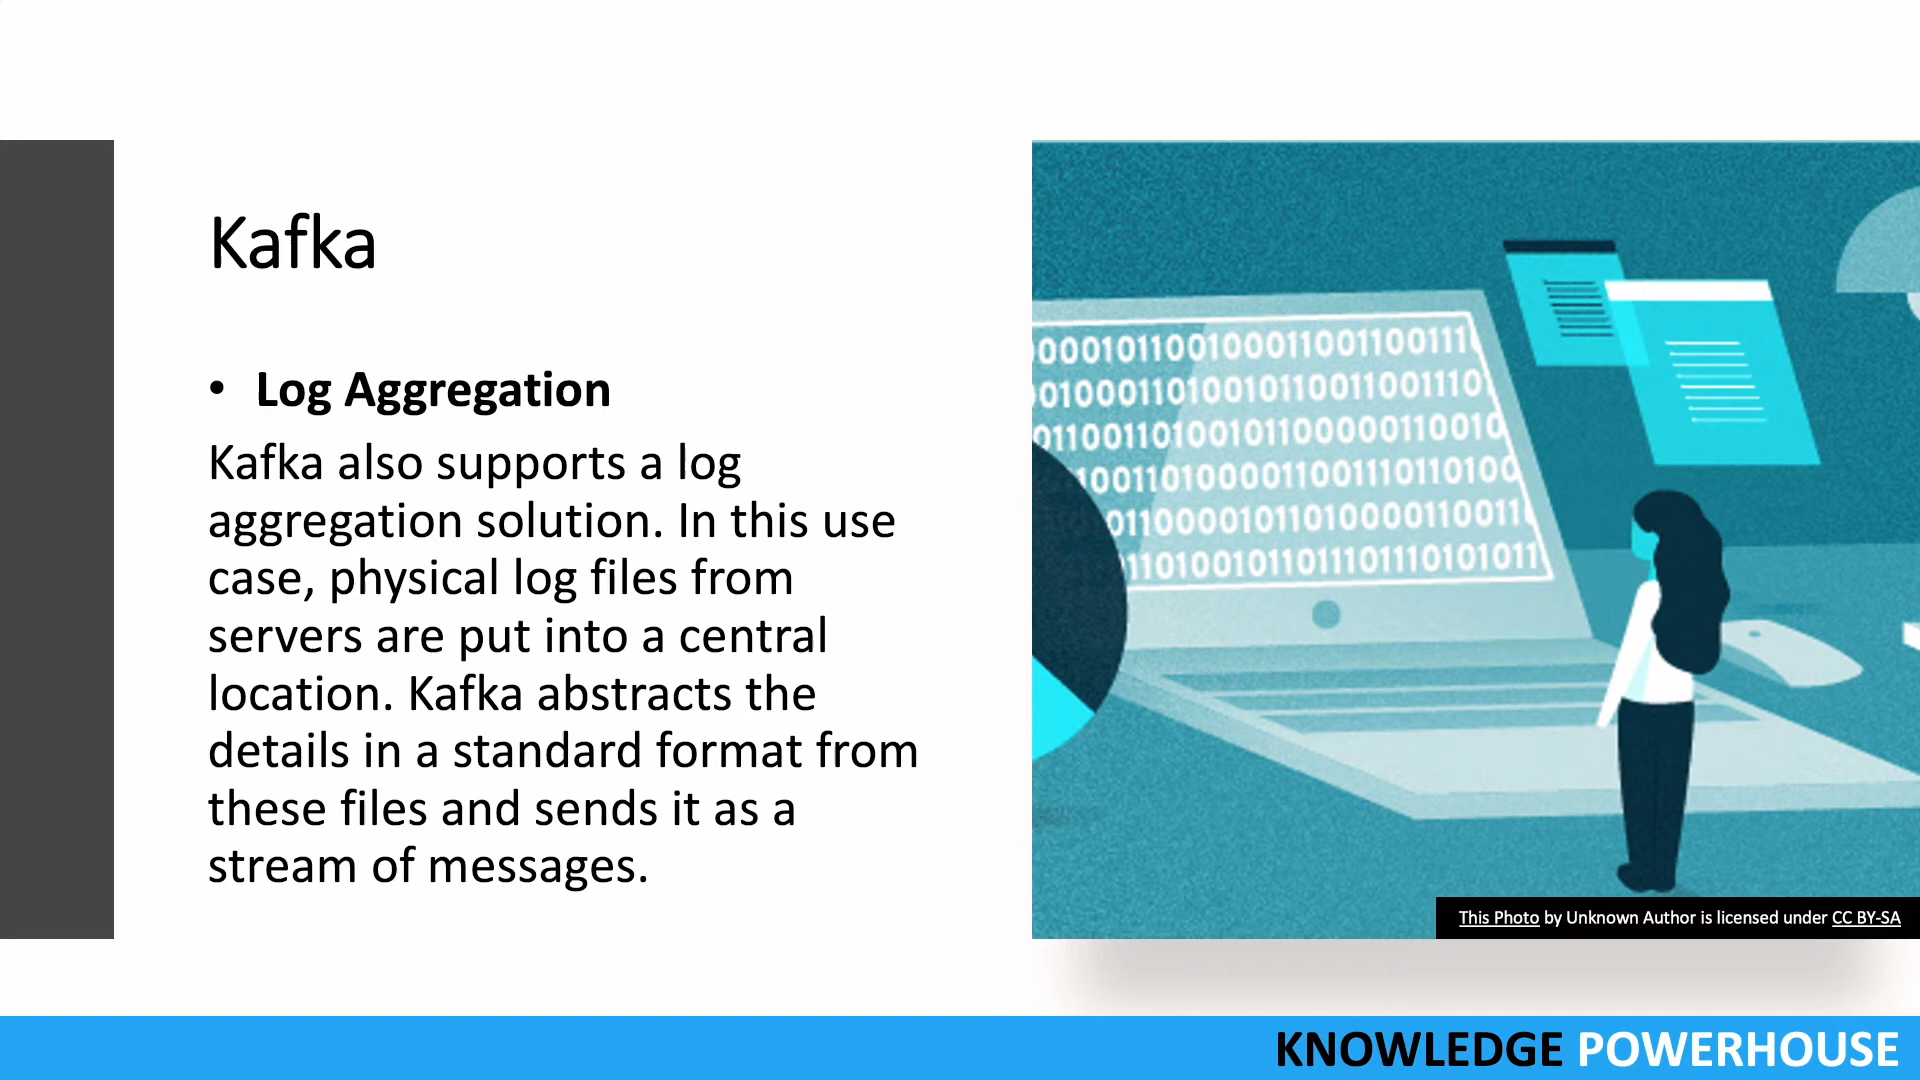 Kafka
• Log Aggregation
Kafka also supports a log
aggregation solution. In this use
case, physical log files from
servers are put into a central
location. Kafka abstracts the
details in a standard format from
these files and sends it as a
stream of messages.
This Photo by Unknown Author is licensed under CC BY-SA
KNOWLEDGE POWERHOUSE